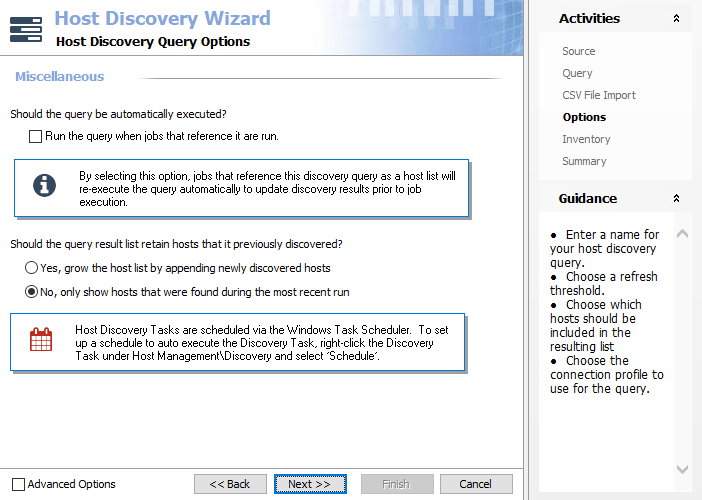 Host Discovery Wizard
Host Discovery Query Options
Miscellaneous
Should the query be automatically executed?
Run the query when jobs that reference it are run.
By selecting this option, jobs that reference this discovery query as a host list will
re-execute the query automatically to update discovery results prior to job
execution.
Should the query result list retain hosts that it previously discovered?
Yes, grow the host list by appending newly discovered hosts
No, only show hosts that were found during the most recent run
Host Discovery Tasks are scheduled via the Windows Task Scheduler.  To set
up a schedule to auto execute the Discovery Task, right-click the Discovery
Task under Host Management\Discovery and select 'Schedule'.
Advanced Options
<< Back
Next >>
Finish
Cancel
Activities
Source
Query
CSV File Import
Options
Inventory
Summary
Guidance
• Enter a name for
your host discovery
query.
• Choose a refresh
threshold.
• Choose which
hosts should be
included in the
resulting list
• Choose the
connection profile to
use for the query.